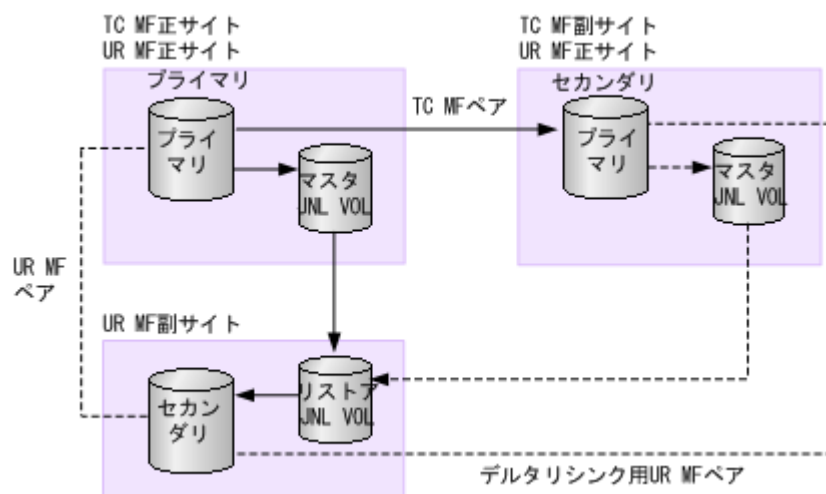 TC MF正サイト
UR MF正サイト
プライマリ
プライ
マリ
マスタ
JNL VOL
TC MFペア
TC MF副サイト
UR MF正サイト
セカンダリ
プライ
マリ
マスタ
JNL VOL
UR MF
ペア
UR MF副サイト
セカン
ダリ
リストア
JNL VOL
デルタリシンク用UR MFペア